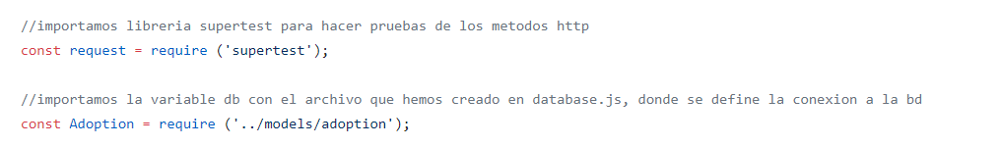 //importamos libreria supertest para hacer pruebas de los metodos http
const request = require ('supertest');
//importamos la variable db con el archivo que hemos creado en database.js, donde se define la conexion a la bd
const Adoption = require ('../models/adoption');